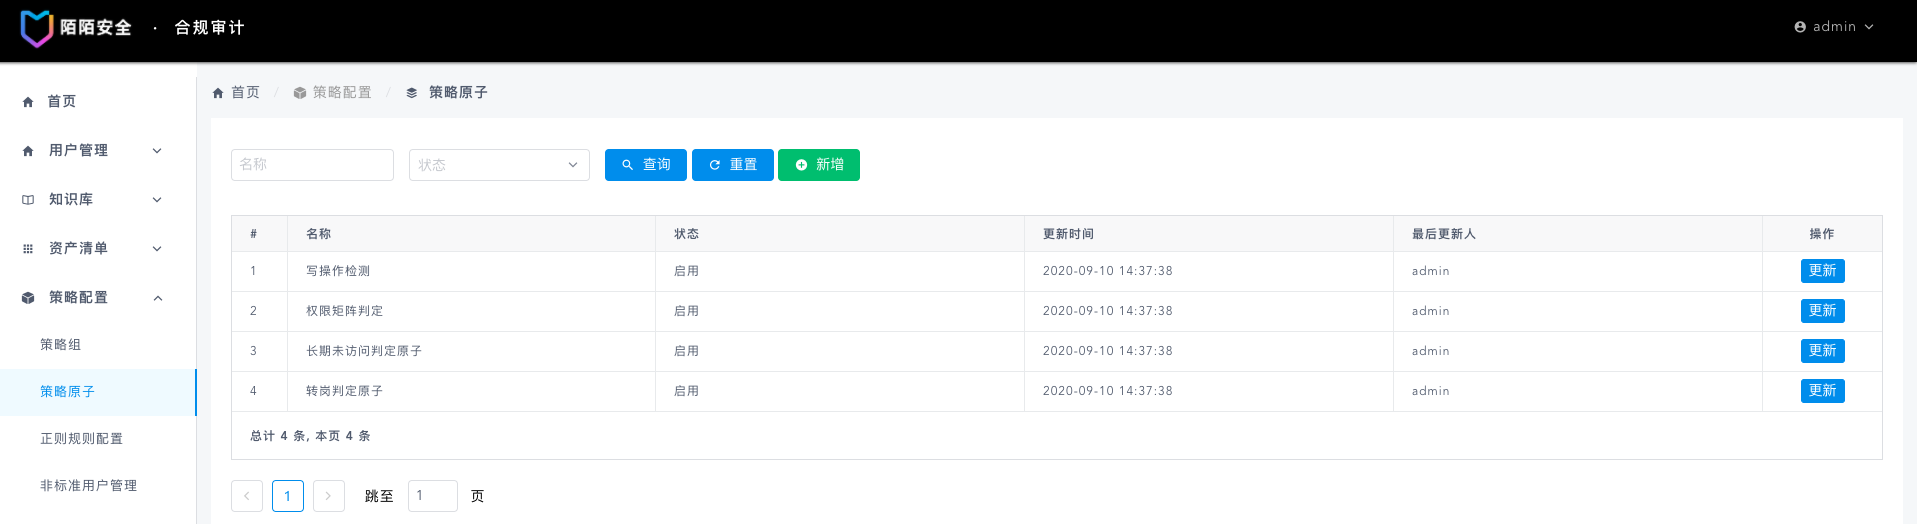 陌陌安全 · 合规审计
admin
首页
用户管理
知识库
资产清单
策略配置
策略组
策略原子
正则规则配置
非标准用户管理
首页 / 策略配置 / 策略原子
名称 状态 查询 重置 新增
# 名称 状态 更新时间 最后更新人 操作
1 写操作检测 启用 2020-09-10 14:37:38 admin 更新
2 权限矩阵判定 启用 2020-09-10 14:37:38 admin 更新
3 长期未访问判定原子 启用 2020-09-10 14:37:38 admin 更新
4 转岗判定原子 启用 2020-09-10 14:37:38 admin 更新
总计 4 条, 本页 4 条
1 跳至 1 页